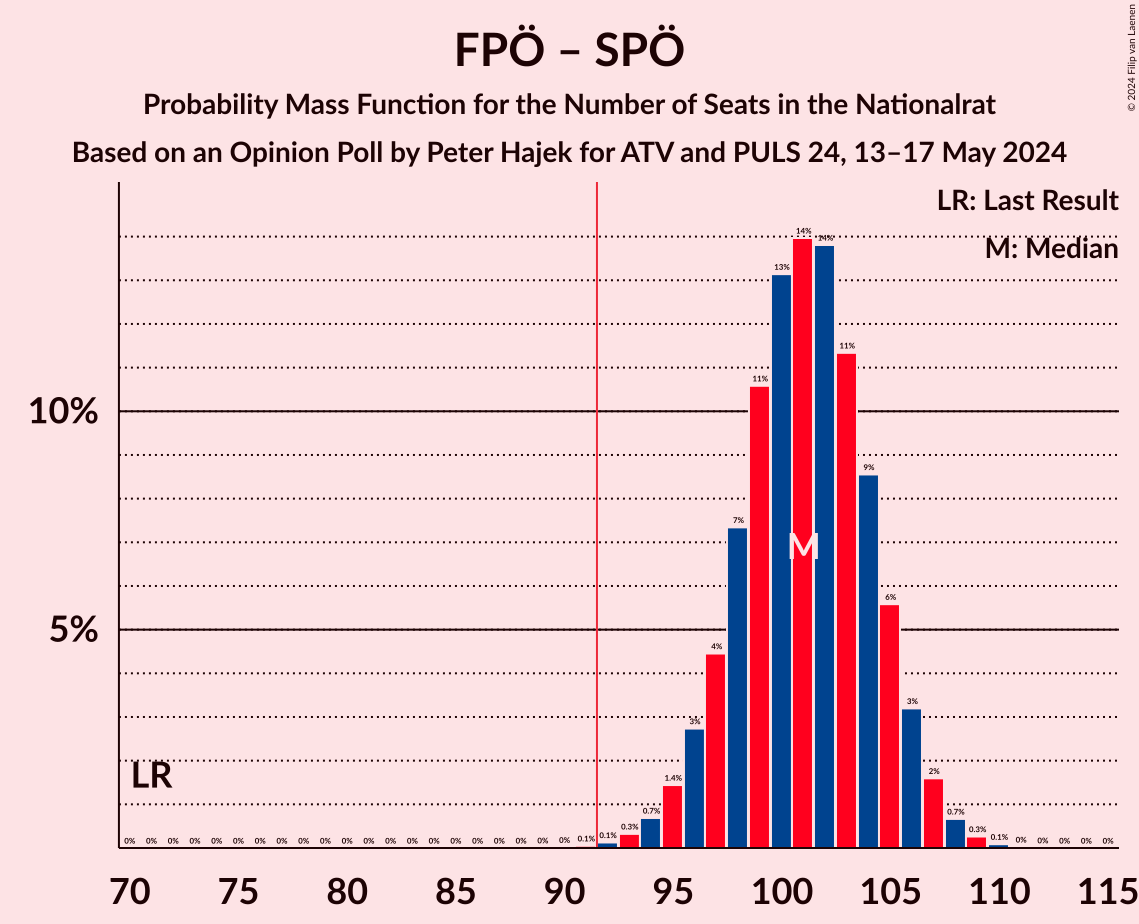 FPÖ – SPÖ
Probability Mass Function for the Number of Seats in the Nationalrat
Based on an Opinion Poll by Peter Hajek for ATV and PULS 24, 13–17 May 2024
© 2024 Filip van Laenen
LR: Last Result
M: Median
10%
5%
LR
M
0% 0% 0% 0% 0% 0% 0% 0% 0% 0% 0% 0% 0% 0% 0% 0% 0% 0% 0% 0% 0% 0.1% 0.1% 0.3% 0.7% 1.4% 3% 4% 7% 11% 13% 14% 14% 11% 9% 6% 3% 2% 0.7% 0.3% 0.1% 0% 0% 0% 0% 0%
70 75 80 85 90 95 100 105 110 115